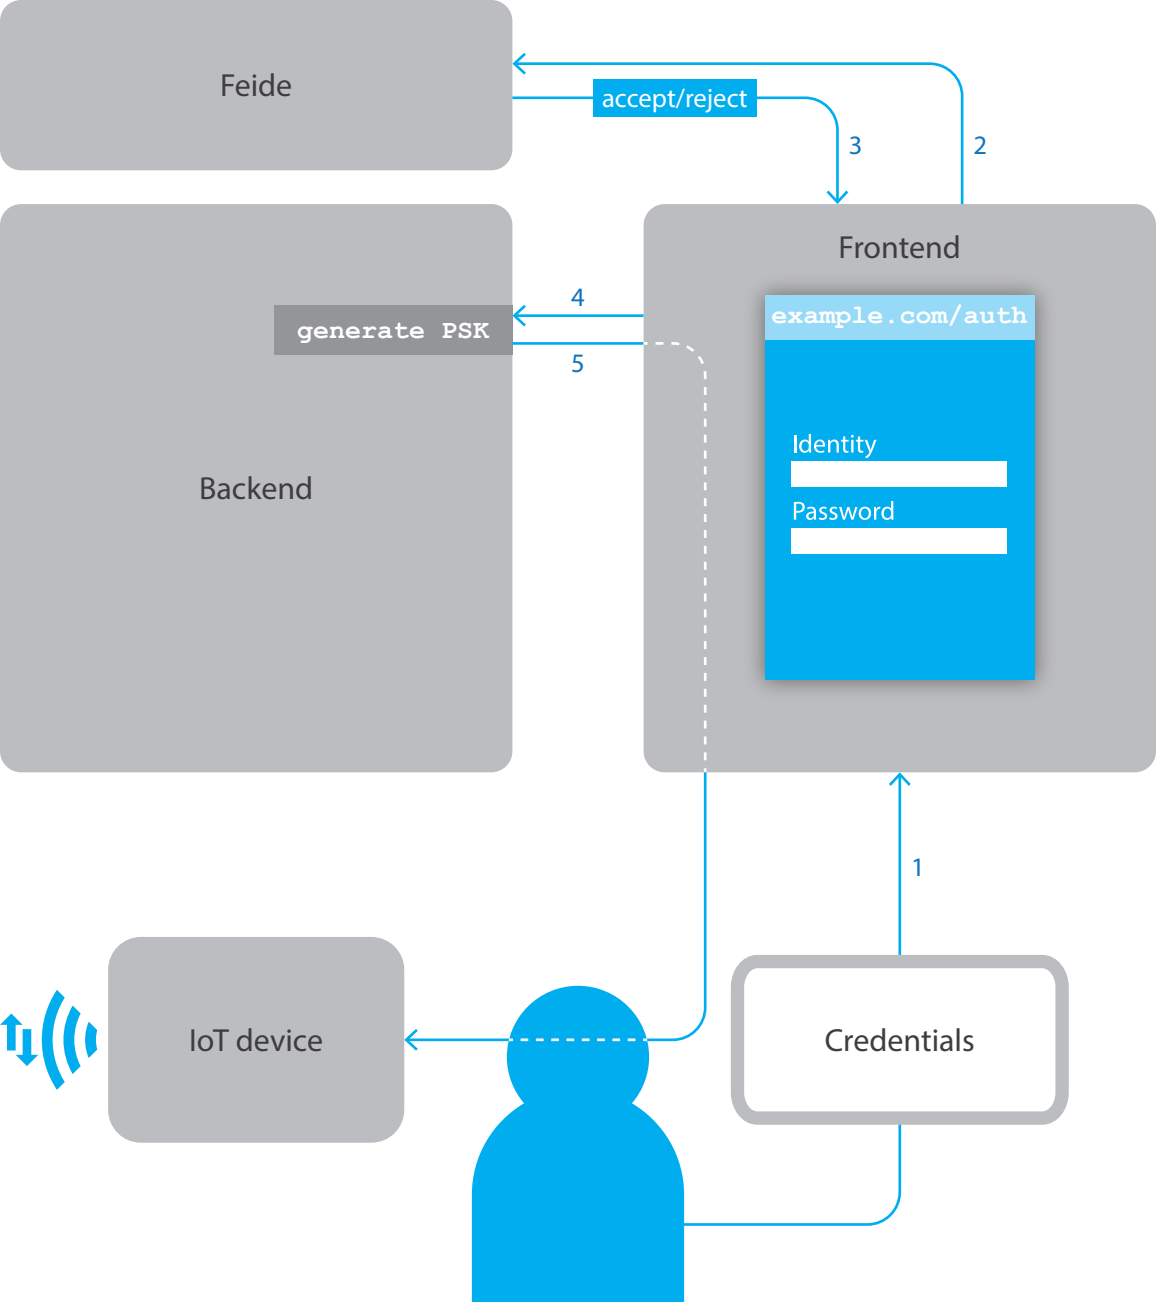 Feide
accept/reject
3
2
Frontend
4
generate PSK
5
example.com/auth
Identity
Password
Backend
1
IoT device
Credentials